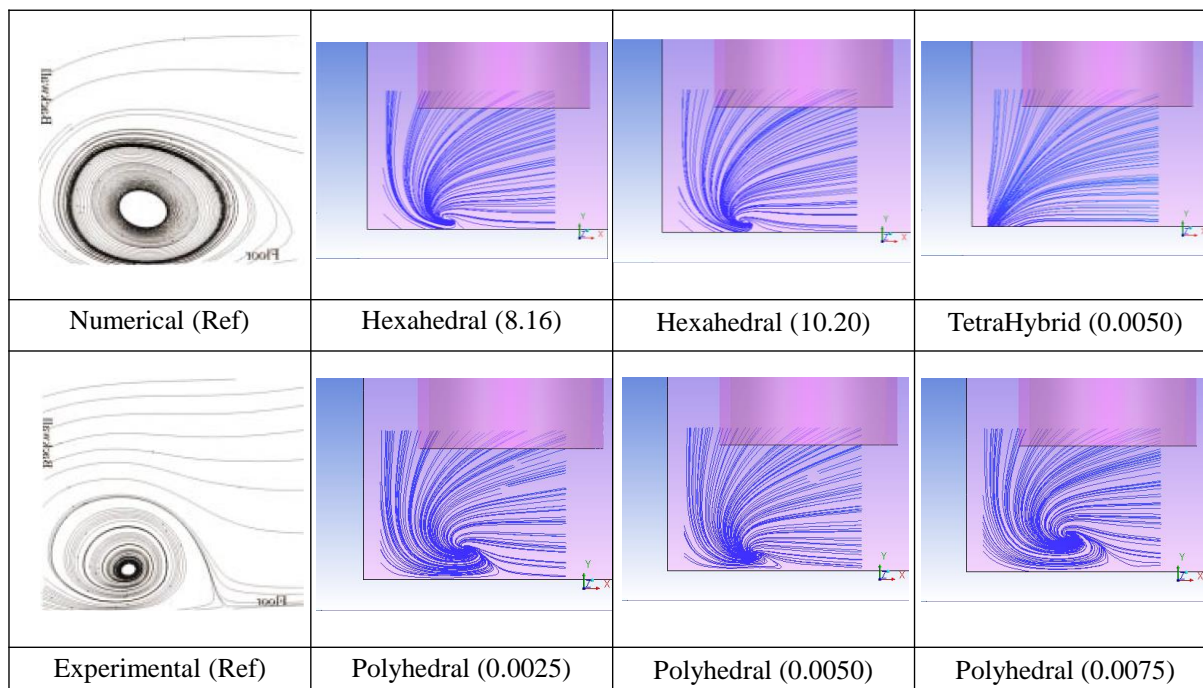 Backwall
Floor
Y
X
Y
X
Y
X
Numerical (Ref)
Hexahedral (8.16)
Hexahedral (10.20)
TetraHybrid (0.0050)
Backwall
Floor
Y
X
Y
X
Y
X
Experimental (Ref)
Polyhedral (0.0025)
Polyhedral (0.0050)
Polyhedral (0.0075)